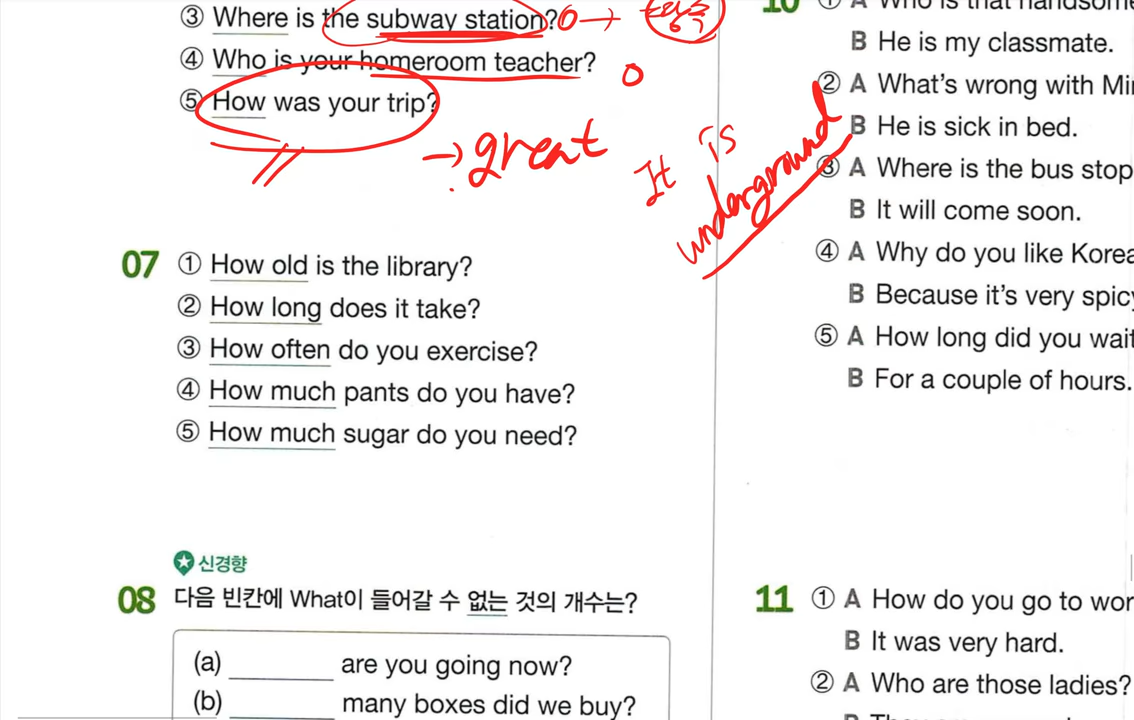 ③ Where is the subway station? o →
④ Who is your homeroom teacher? o
⑤ How was your trip?
→ great
It is
underground
07 ① How old is the library?
② How long does it take?
③ How often do you exercise?
④ How much pants do you have?
⑤ How much sugar do you need?
신경향
08 다음 빈칸에 What이 들어갈 수 없는 것의 개수는?
(a) ________ are you going now?
(b) ________ many boxes did we buy?
10 ① A Who is that handsome
B He is my classmate.
② A What's wrong with
B He is sick in bed.
③ A Where is the bus stop
B It will come soon.
④ A Why do you like
B Because it's very spicy
⑤ A How long did you wait
B For a couple of hours.
11 ① A How do you go to
B It was very hard.
② A Who are those ladies?
B